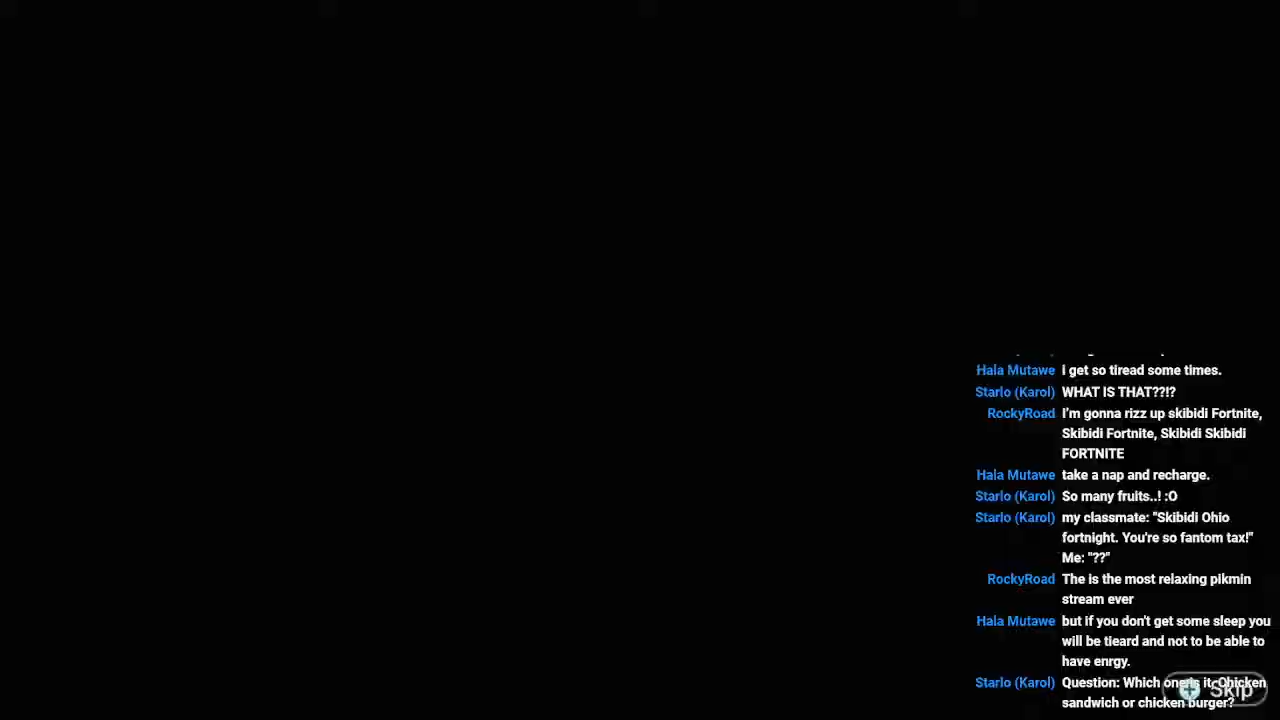 Hala Mutawe i get so tiread some times.
Starlo (Karol) WHAT IS THAT??!?
RockyRoad I'm gonna rizz up skibidi Fortnite,
Skibidi Fortnite, Skibidi Skibidi
FORTNITE
Hala Mutawe take a nap and recharge.
Starlo (Karol) So many fruits..! :O
Starlo (Karol) my classmate: "Skibidi Ohio
fortnight. You're so fantom tax!"
Me: "??"
RockyRoad The is the most relaxing pikmin
stream ever
Hala Mutawe but if you don't get some sleep you
will be tieard and not to be able to
have enrgy.
Starlo (Karol) Question: Which one is it, Chicken
sandwich or chicken burger?
Skip